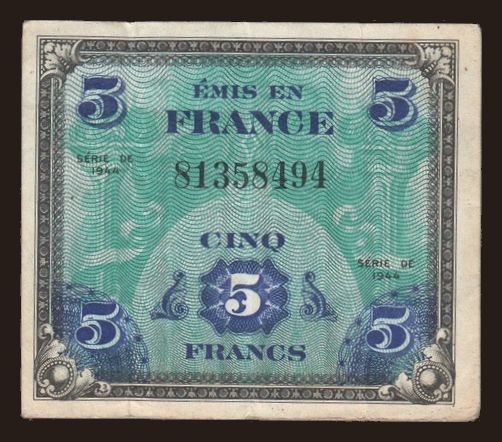 5 5
ÉMIS EN
FRANCE
SÉRIE DE
1944
81358494
CINQ
SÉRIE DE
1944
5 5 5
FRANCS